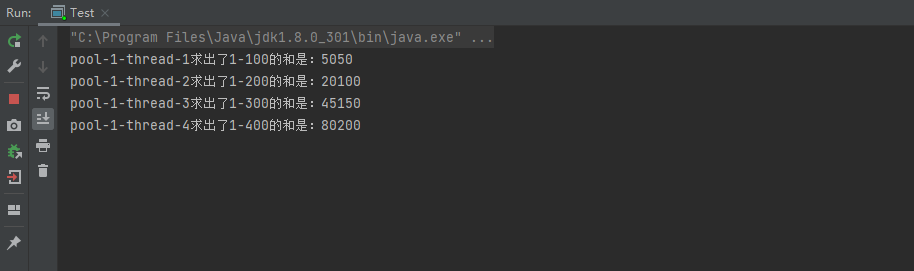 Run: Test
"C:\Program Files\Java\jdk1.8.0_301\bin\java.exe" ...
pool-1-thread-1求出了1-100的和是：5050
pool-1-thread-2求出了1-200的和是：20100
pool-1-thread-3求出了1-300的和是：45150
pool-1-thread-4求出了1-400的和是：80200